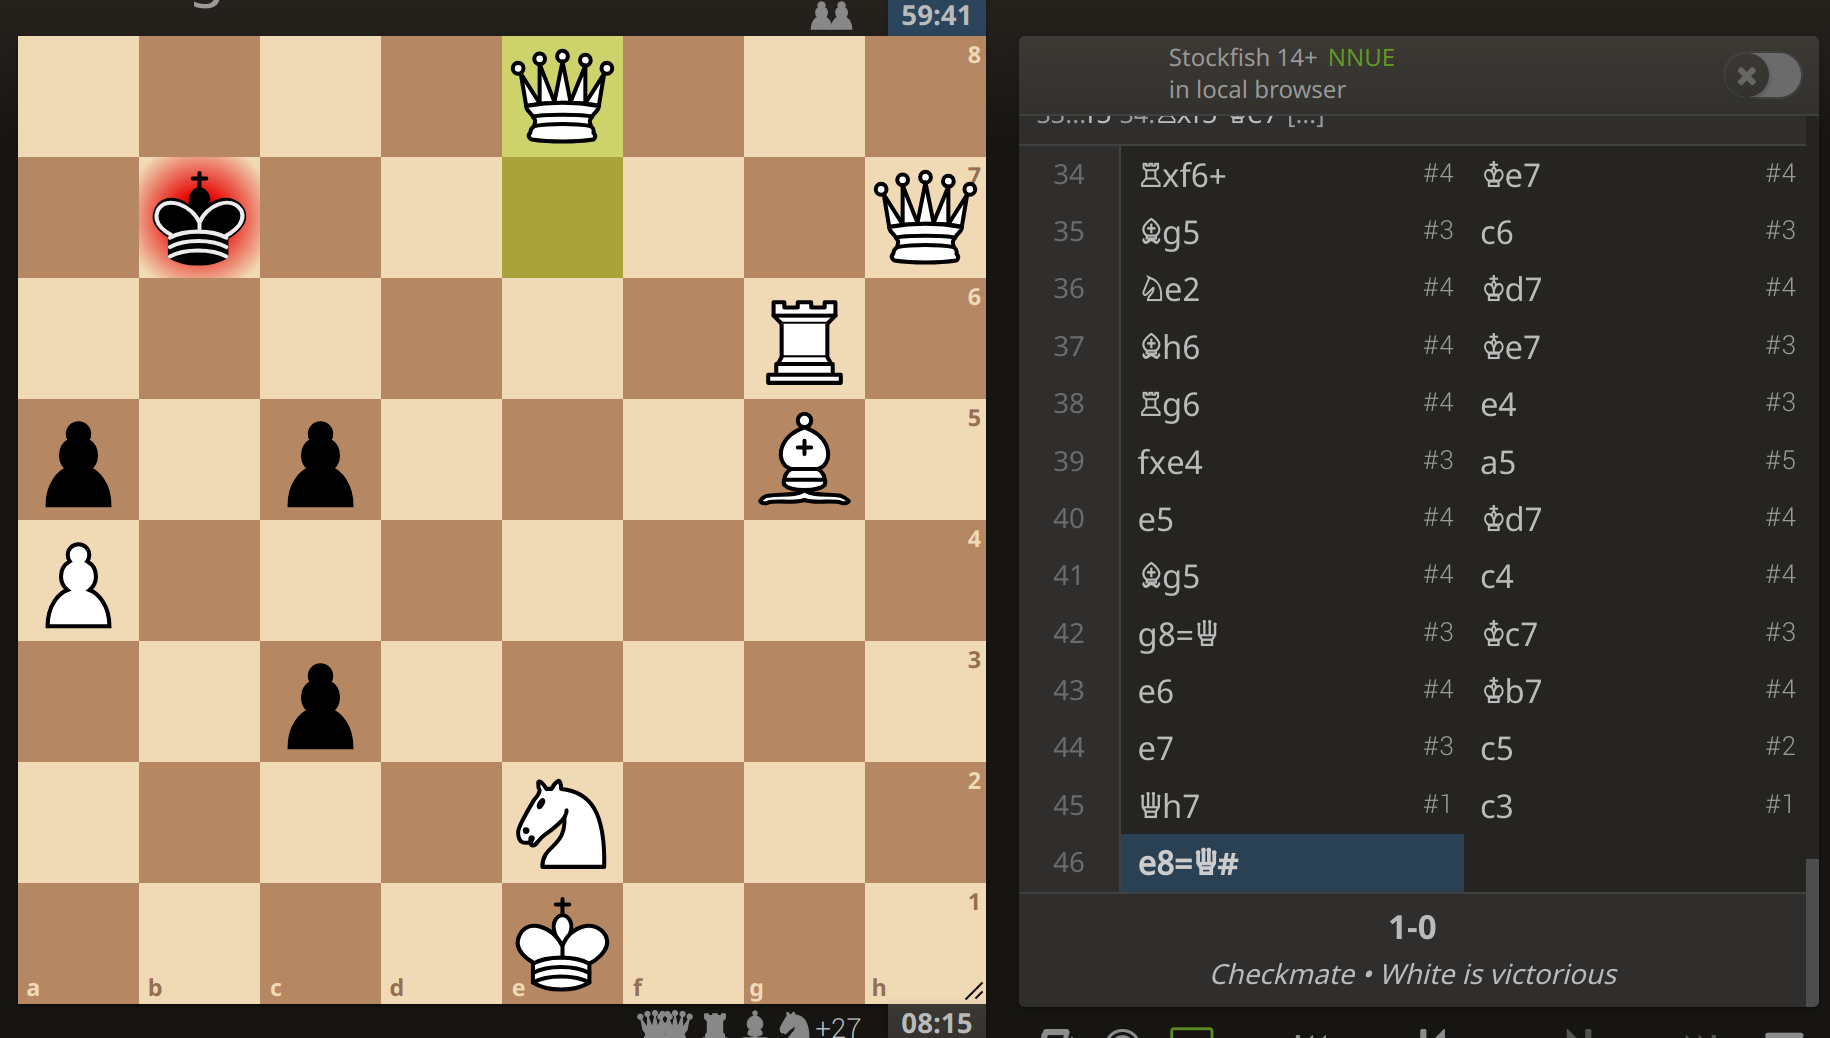 59:41
8
7
6
5
4
3
2
1
a b c d e f g h
+27 08:15
Stockfish 14+ NNUE
in local browser
34 ♖xf6+ #4 ♔e7 #4
35 ♗g5 #3 c6 #3
36 ♘e2 #4 ♔d7 #4
37 ♗h6 #4 ♔e7 #3
38 ♖g6 #4 e4 #3
39 fxe4 #3 a5 #5
40 e5 #4 ♔d7 #4
41 ♗g5 #4 c4 #4
42 g8=♕ #3 ♔c7 #3
43 e6 #4 ♔b7 #4
44 e7 #3 c5 #2
45 ♕h7 #1 c3 #1
46 e8=♕#
1-0
Checkmate • White is victorious